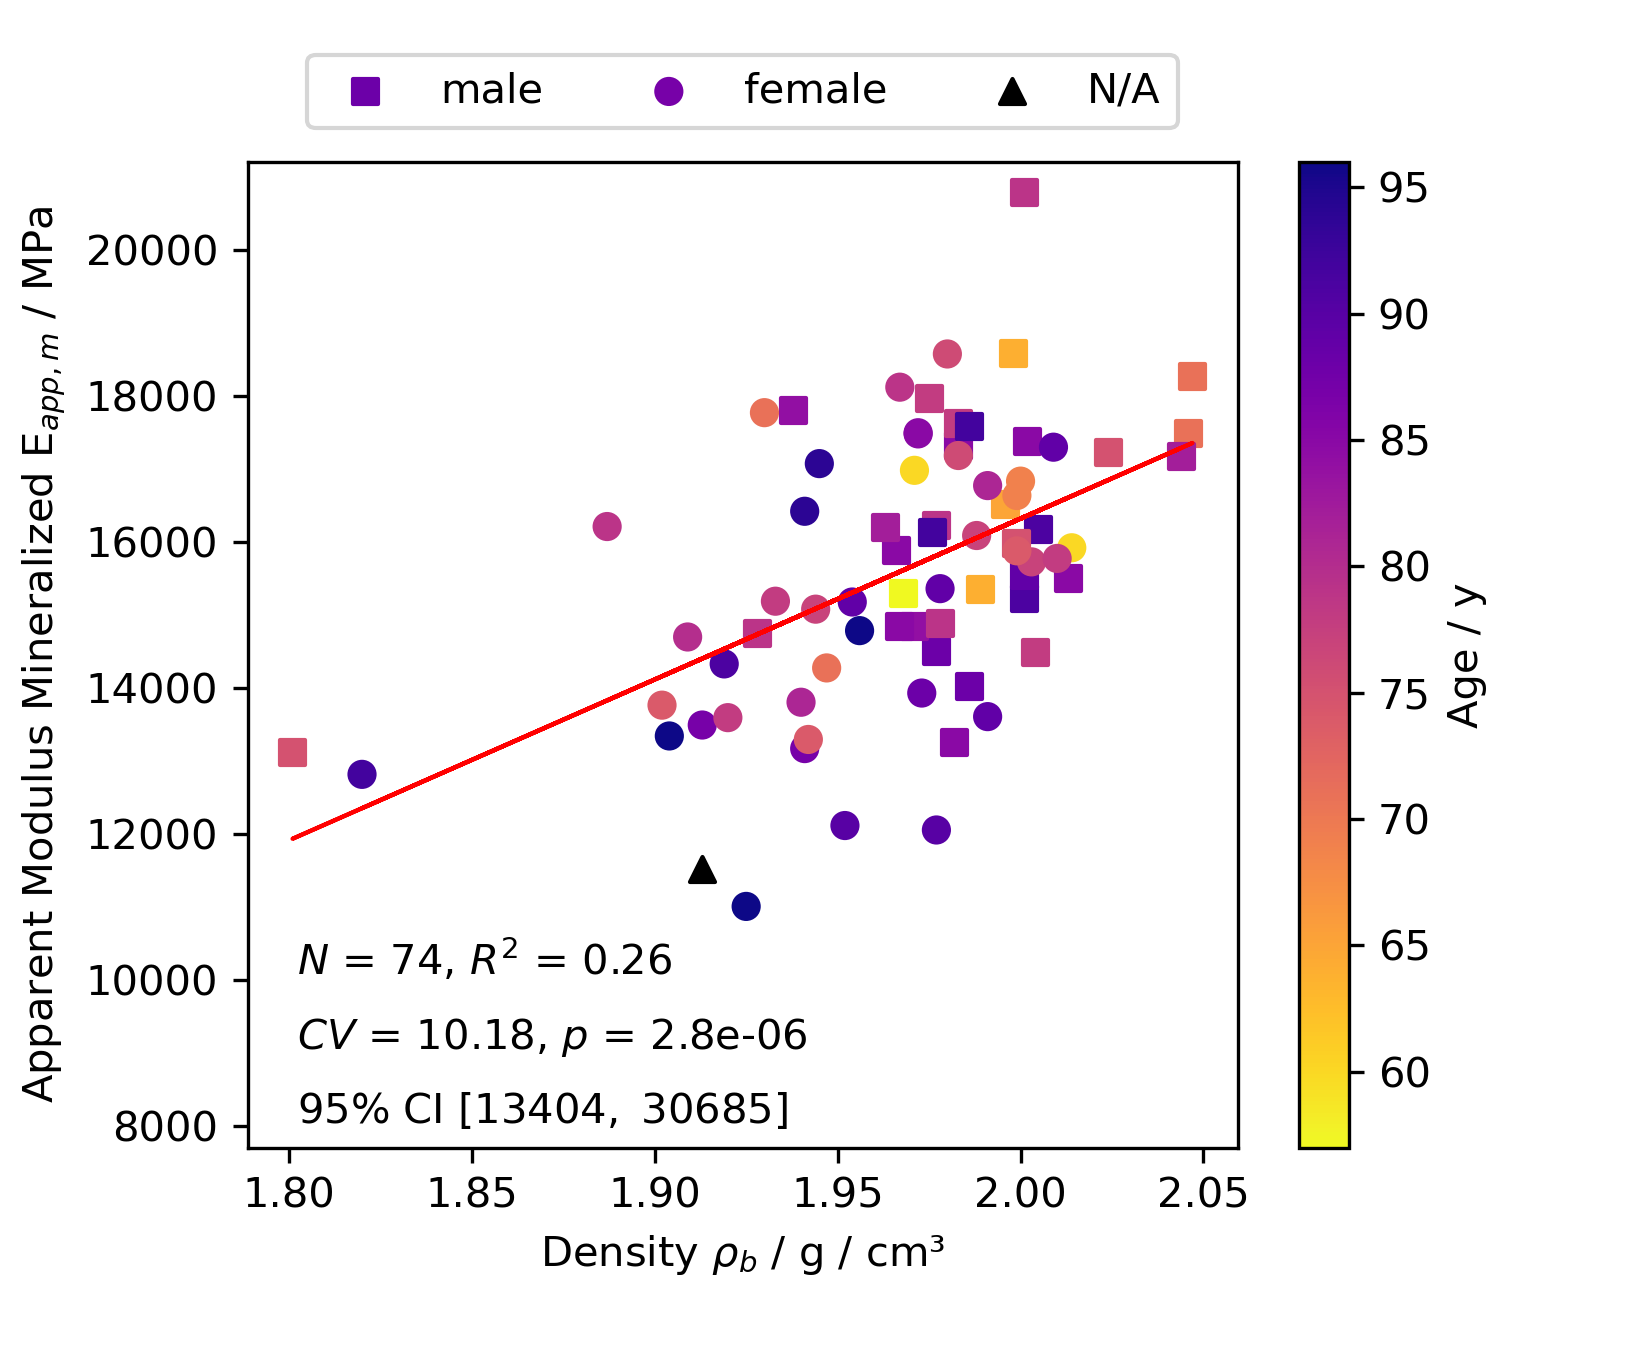 male female N/A
Apparent Modulus Mineralized E_app, m / MPa
20000
18000
16000
14000
12000
10000
8000
N = 74, R² = 0.26
CV = 10.18, p = 2.8e-06
95% CI [13404, 30685]
1.80 1.85 1.90 1.95 2.00 2.05
Density ρ_b / g / cm³
95
90
85
80
75
70
65
60
Age / y